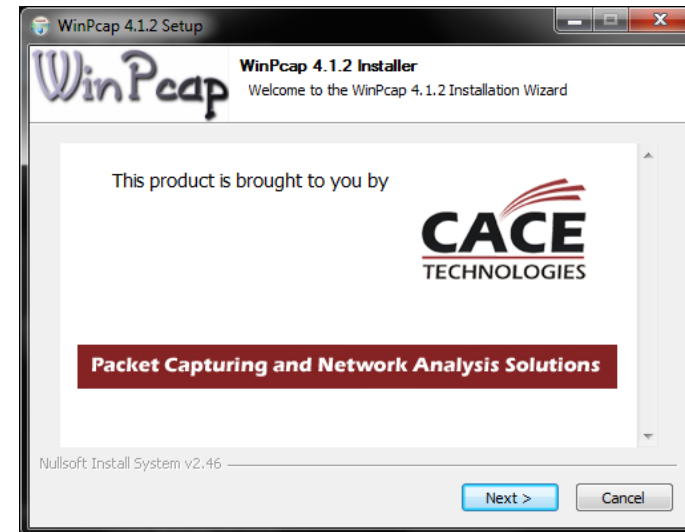 WinPcap 4.1.2 Setup
WinPcap
WinPcap 4.1.2 Installer
Welcome to the WinPcap 4.1.2 Installation Wizard
This product is brought to you by
CACE
TECHNOLOGIES
Packet Capturing and Network Analysis Solutions
Nullsoft Install System v2.46
Next >
Cancel